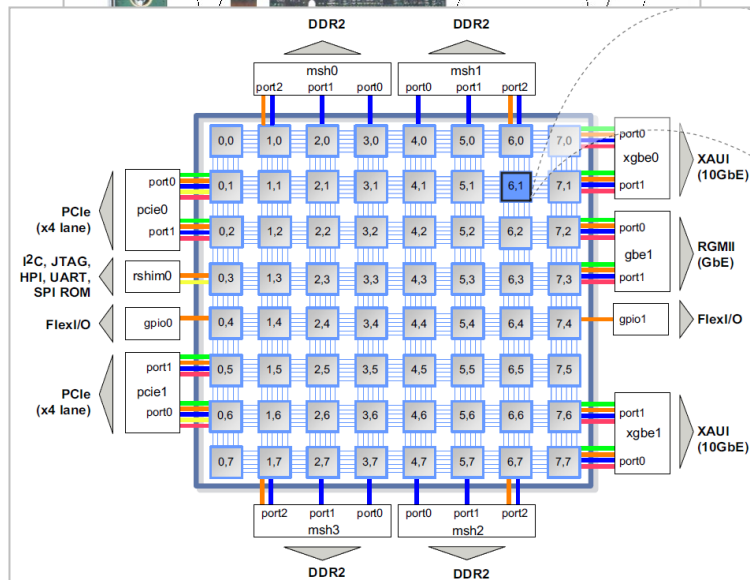 DDR2
DDR2
msh0
msh1
port2 port1 port0
port0 port1 port2
0,0 1,0 2,0 3,0 4,0 5,0 6,0 7,0
port0
xgbe0
port1
XAUI
(10GbE)
0,1 1,1 2,1 3,1 4,1 5,1 6,1 7,1
PCIe
(x4 lane)
port0
pcie0
port1
0,2 1,2 2,2 3,2 4,2 5,2 6,2 7,2
port0
gbe1
port1
RGMII
(GbE)
I2C, JTAG,
HPI, UART,
SPI ROM
rshim0
0,3 1,3 2,3 3,3 4,3 5,3 6,3 7,3
FlexI/O
gpio0
0,4 1,4 2,4 3,4 4,4 5,4 6,4 7,4
gpio1
FlexI/O
PCIe
(x4 lane)
port1
pcie1
port0
0,5 1,5 2,5 3,5 4,5 5,5 6,5 7,5
0,6 1,6 2,6 3,6 4,6 5,6 6,6 7,6
port1
xgbe1
port0
XAUI
(10GbE)
0,7 1,7 2,7 3,7 4,7 5,7 6,7 7,7
port2 port1 port0
port0 port1 port2
msh3
msh2
DDR2
DDR2